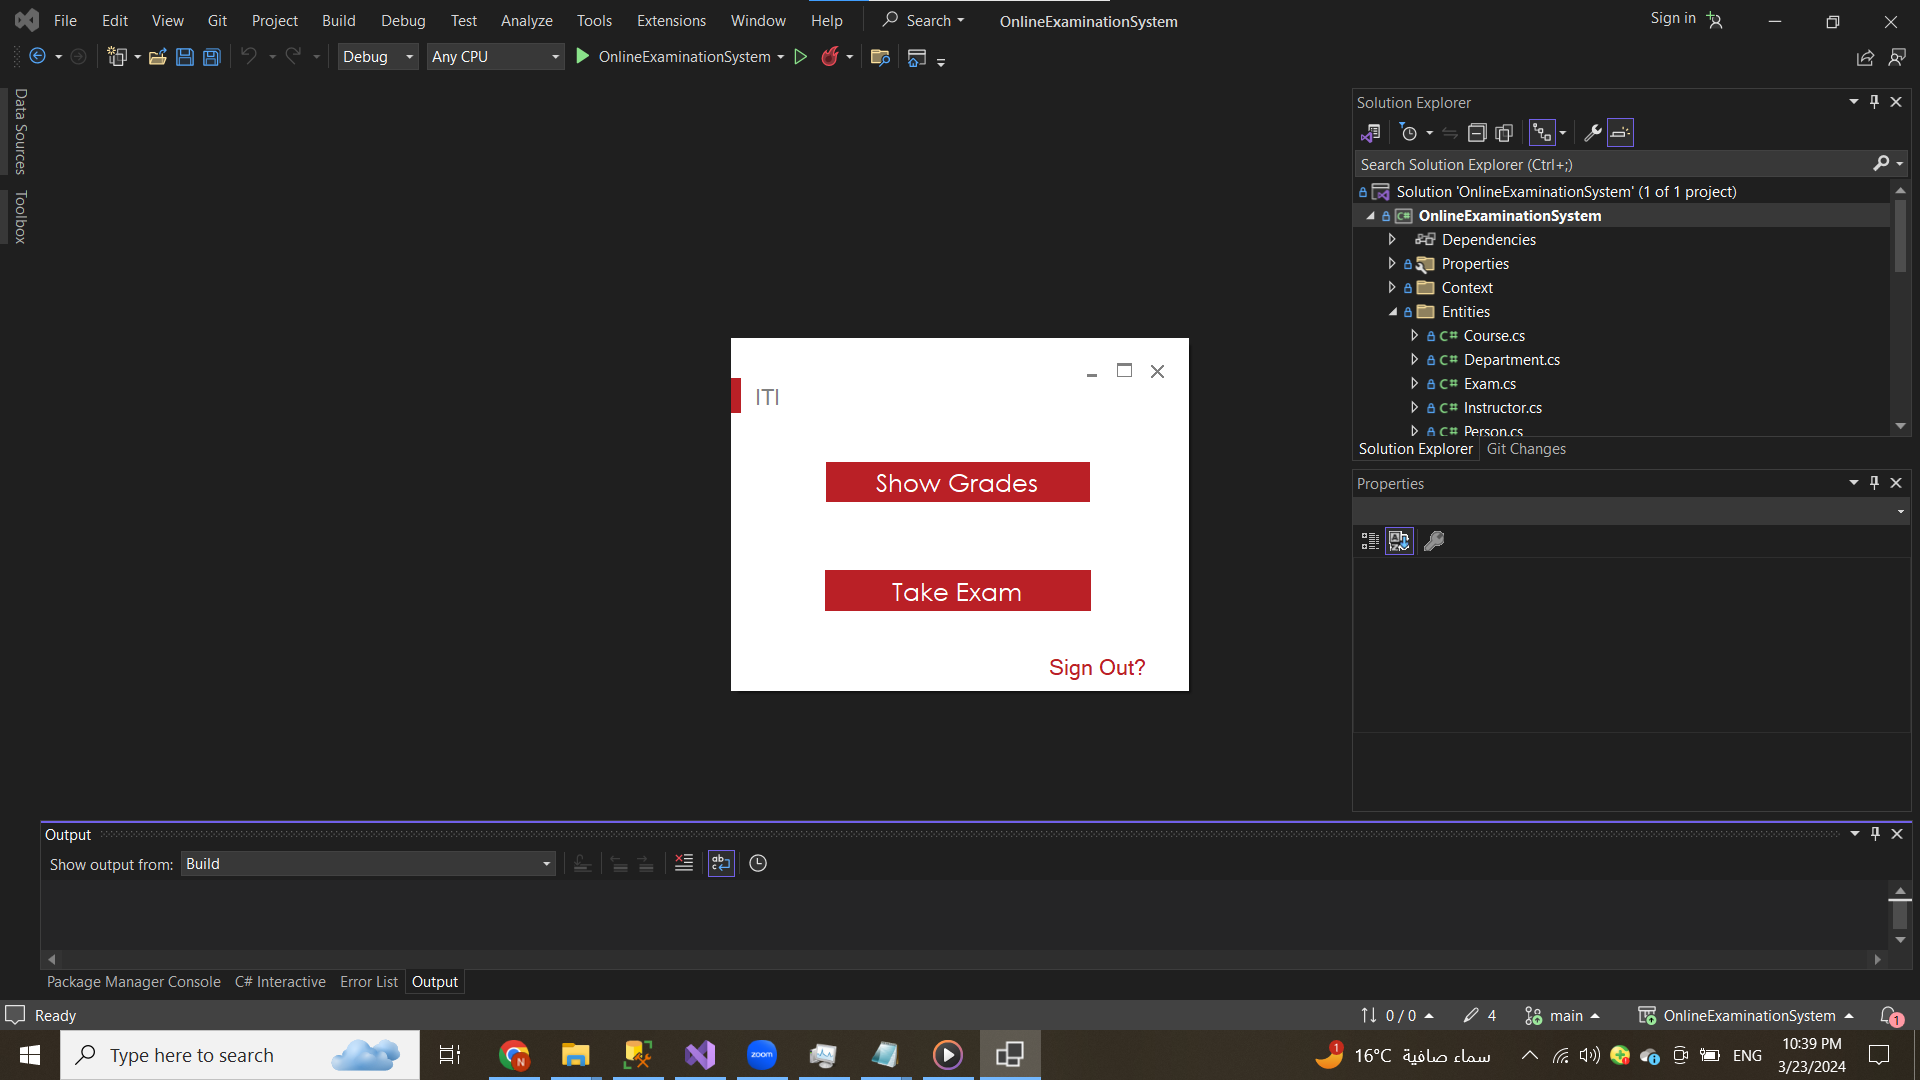 File Edit View Git Project Build Debug Test Analyze Tools Extensions Window Help Search OnlineExaminationSystem Sign in
Debug Any CPU OnlineExaminationSystem
Data Sources
Toolbox
Solution Explorer
Search Solution Explorer (Ctrl+;)
Solution 'OnlineExaminationSystem' (1 of 1 project)
C# OnlineExaminationSystem
Dependencies
Properties
Context
Entities
C# Course.cs
C# Department.cs
C# Exam.cs
C# Instructor.cs
C# Person.cs
Solution Explorer Git Changes
Properties
ITI
Show Grades
Take Exam
Sign Out?
Output
Show output from: Build
Package Manager Console C# Interactive Error List Output
Ready 0 / 0 4 main OnlineExaminationSystem 1
Type here to search N zoom 1 16°C سماء صافية ENG 10:39 PM
3/23/2024